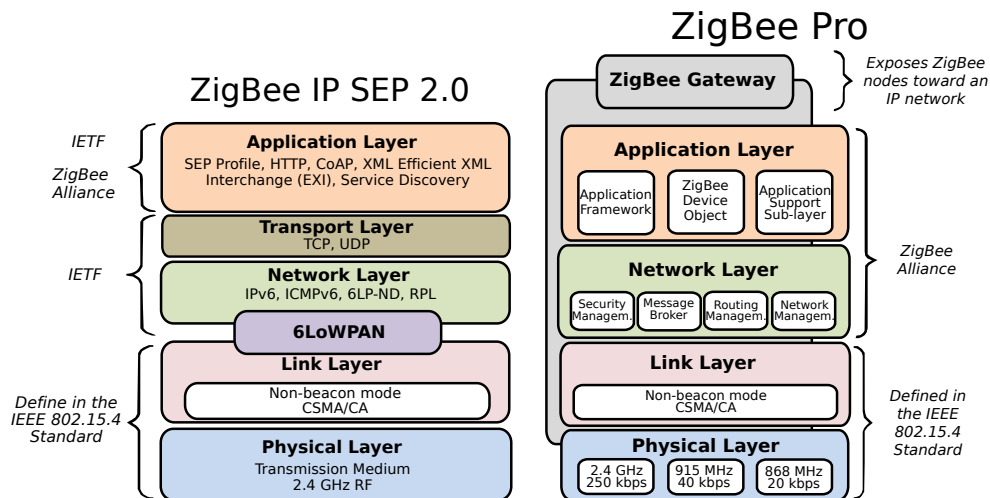 ZigBee IP SEP 2.0
IETF
ZigBee
Alliance
Application Layer
SEP Profile, HTTP, CoAP, XML Efficient XML
Interchange (EXI), Service Discovery
IETF
Transport Layer
TCP, UDP
Network Layer
IPv6, ICMPv6, 6LP-ND, RPL
6LoWPAN
Define in the
IEEE 802.15.4
Standard
Link Layer
Non-beacon mode
CSMA/CA
Physical Layer
Transmission Medium
2.4 GHz RF
ZigBee Pro
ZigBee Gateway
Exposes ZigBee
nodes toward an
IP network
Application Layer
Application
Framework
ZigBee
Device
Object
Application
Support
Sub-layer
Network Layer
Security
Managem.
Message
Broker
Routing
Managem.
Network
Managem.
ZigBee
Alliance
Link Layer
Non-beacon mode
CSMA/CA
Physical Layer
2.4 GHz
250 kbps
915 MHz
40 kbps
868 MHz
20 kbps
Defined in
the IEEE
802.15.4
Standard